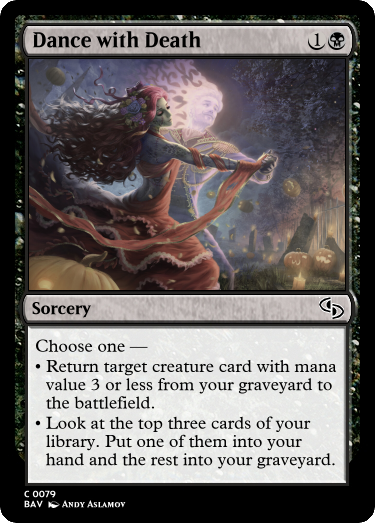 Dance with Death 1
Sorcery
Choose one —
• Return target creature card with mana
value 3 or less from your graveyard to
the battlefield.
• Look at the top three cards of your
library. Put one of them into your
hand and the rest into your graveyard.
C 0079
BAV Andy Aslamov